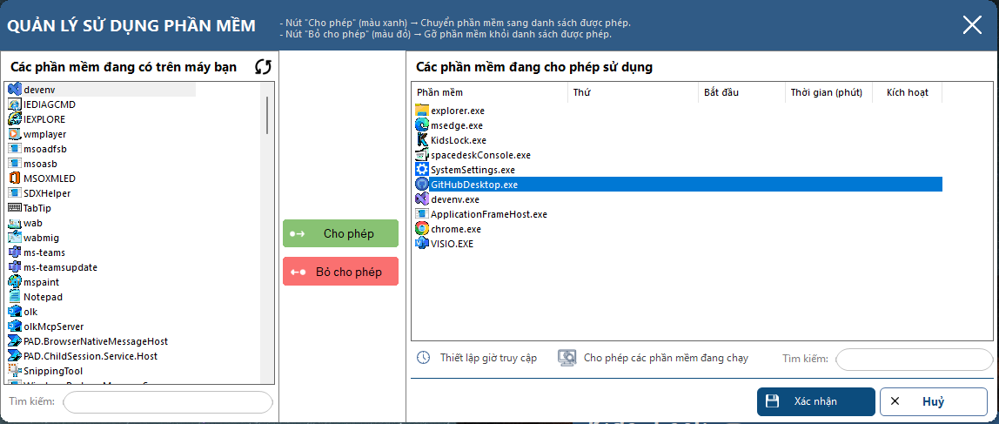 QUẢN LÝ SỬ DỤNG PHẦN MỀM
- Nút "Cho phép" (màu xanh) → Chuyển phần mềm sang danh sách được phép.
- Nút "Bỏ cho phép" (màu đỏ) → Gỡ phần mềm khỏi danh sách được phép.
Các phần mềm đang có trên máy bạn
devenv
IEDIAGCMD
IEXPLORE
wmplayer
msoadfsb
msoasb
MSOXMLED
SDXHelper
TabTip
wab
wabmig
ms-teams
ms-teamsupdate
mspaint
Notepad
olk
olkMcpServer
PAD.BrowserNativeMessageHost
PAD.ChildSession.Service.Host
SnippingTool
Tìm kiếm:
Cho phép
Bỏ cho phép
Các phần mềm đang cho phép sử dụng
Phần mềm Thứ Bắt đầu Thời gian (phút) Kích hoạt
explorer.exe
msedge.exe
KidsLock.exe
spacedeskConsole.exe
SystemSettings.exe
GitHubDesktop.exe
devenv.exe
ApplicationFrameHost.exe
chrome.exe
VISIO.EXE
Thiết lập giờ truy cập Cho phép các phần mềm đang chạy Tìm kiếm:
Xác nhận Huỷ